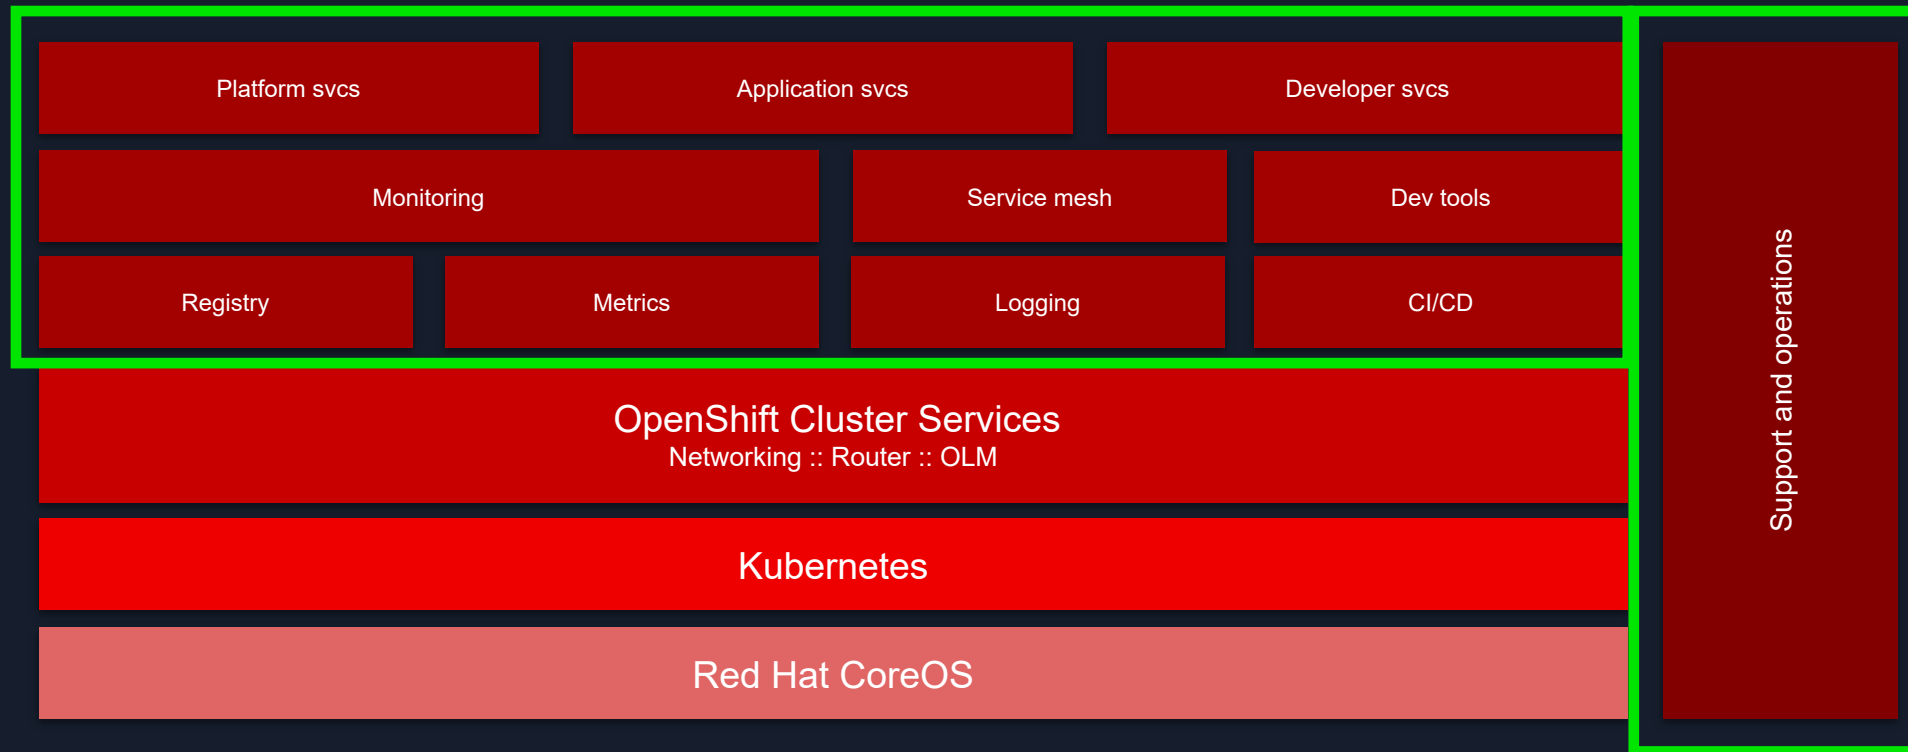 Platform svcs
Application svcs
Developer svcs
Monitoring
Service mesh
Dev tools
Registry
Metrics
Logging
CI/CD
OpenShift Cluster Services
Networking :: Router :: OLM
Kubernetes
Red Hat CoreOS
Support and operations